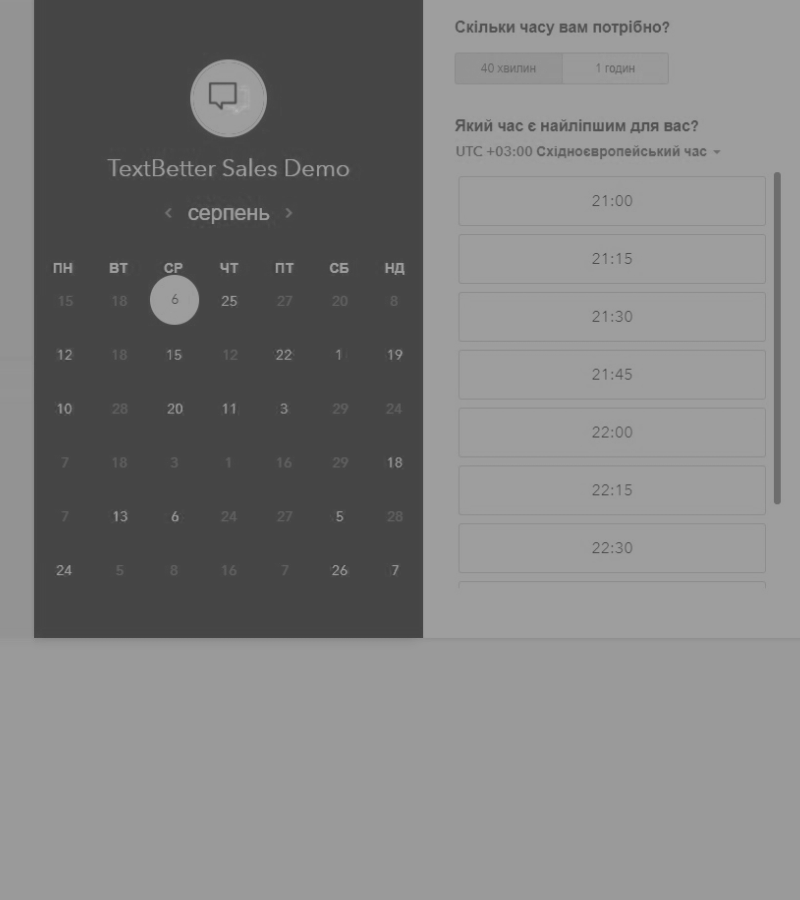 TextBetter Sales Demo
серпень
ПН ВТ СР ЧТ ПТ СБ НД
15 18 6 25 27 20 8
12 18 15 12 22 1 19
10 28 20 11 3 29 24
7 18 3 1 16 29 18
7 13 6 24 27 5 28
24 5 8 16 7 26 7
Скільки часу вам потрібно?
40 хвилин 1 годин
Який час є найліпшим для вас?
UTC +03:00 Східноєвропейський час
21:00
21:15
21:30
21:45
22:00
22:15
22:30